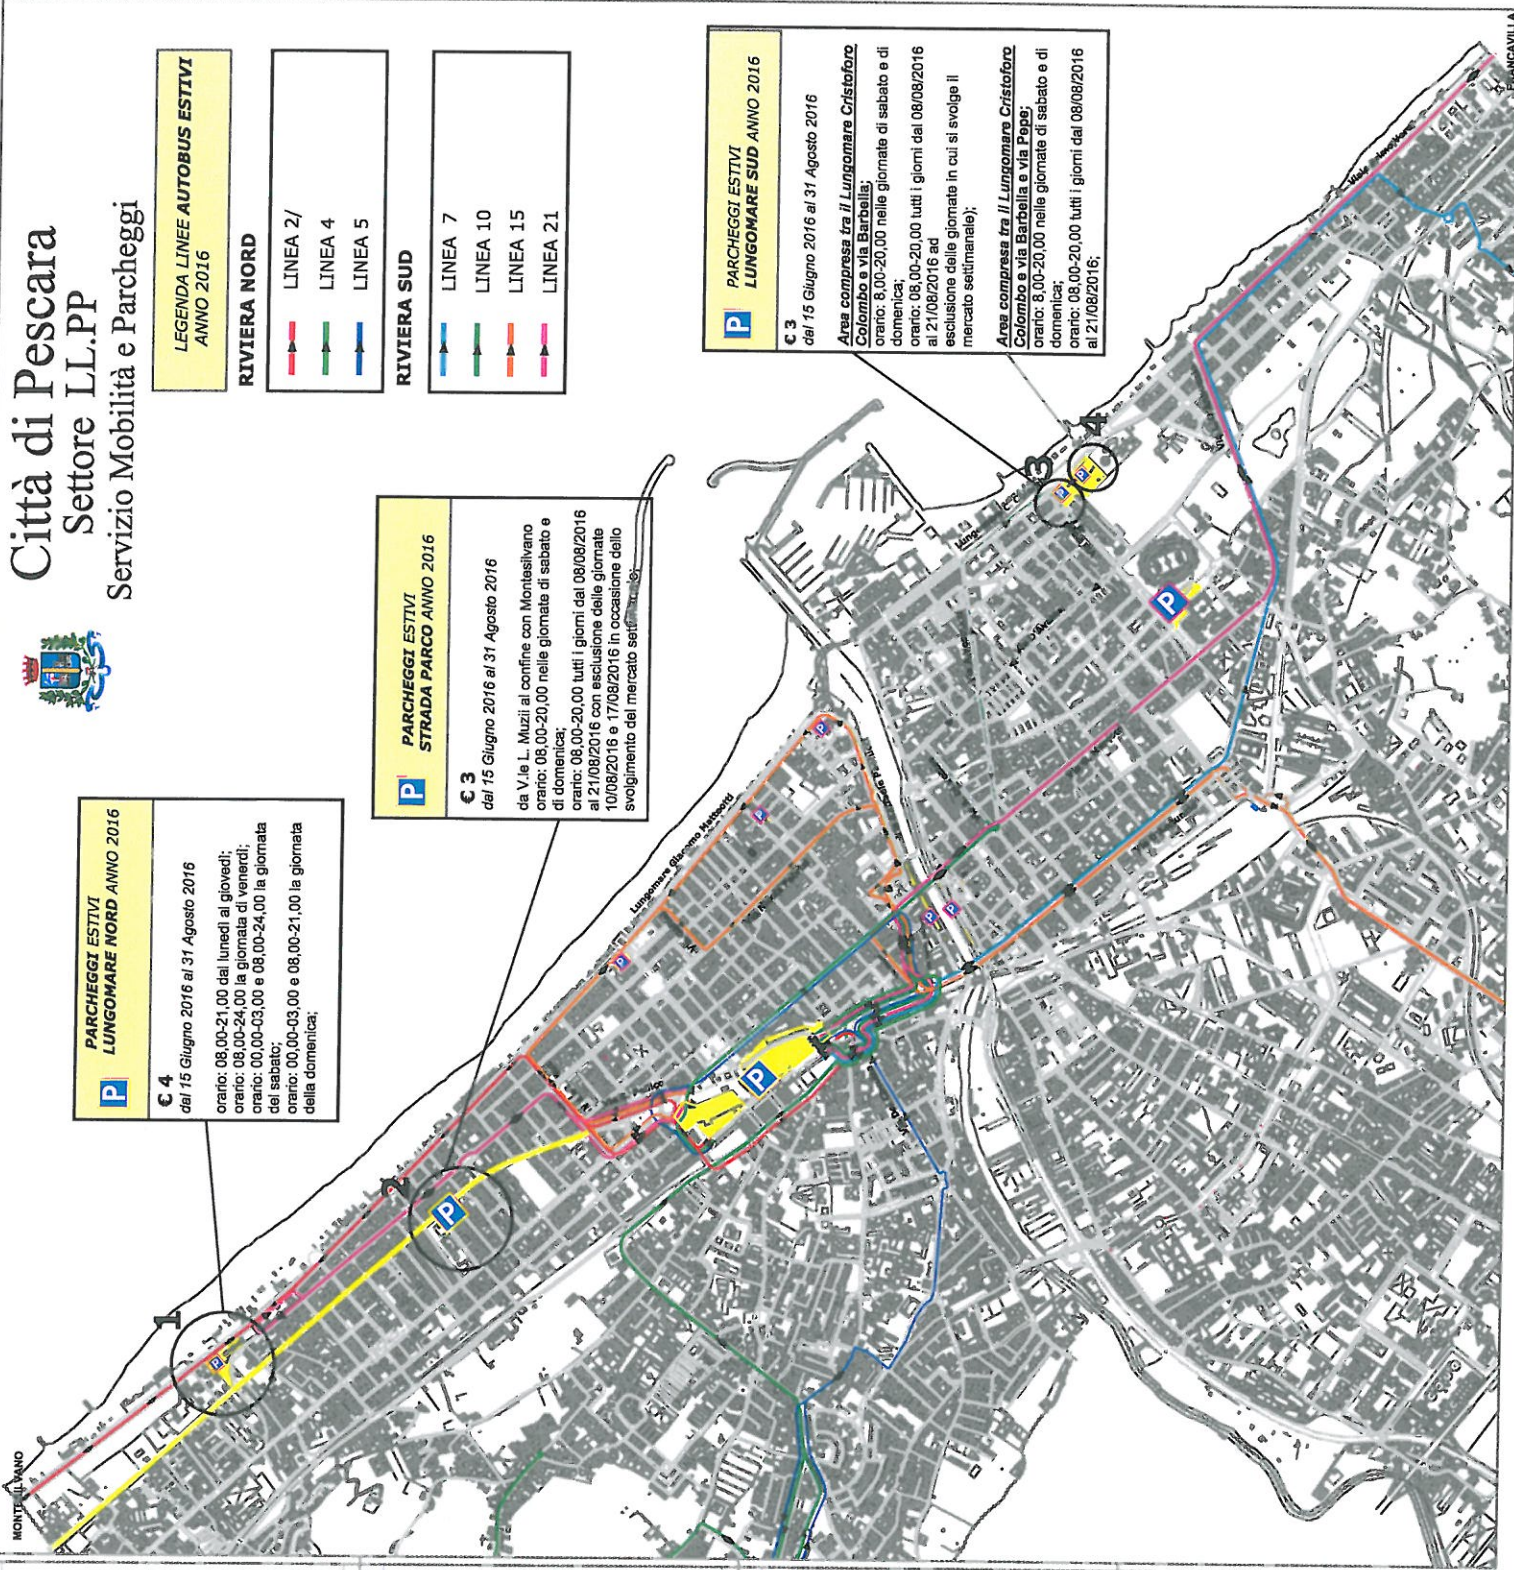 Città di Pescara
Settore LL.PP
Servizio Mobilità e Parcheggi
LEGENDA LINEE AUTOBUS ESTIVI
ANNO 2016
RIVIERA NORD
LINEA 2/
LINEA 4
LINEA 5
RIVIERA SUD
LINEA 7
LINEA 10
LINEA 15
LINEA 21
P
PARCHEGGI ESTIVI
LUNGOMARE NORD ANNO 2016
€ 4
dal 15 Giugno 2016 al 31 Agosto 2016
orario: 08,00-21,00 dal lunedì al giovedì;
orario: 08,00-24,00 la giornata di venerdì;
orario: 00,00-03,00 e 08,00-24,00 la giornata
del sabato;
orario: 00,00-03,00 e 08,00-21,00 la giornata
della domenica;
P
PARCHEGGI ESTIVI
STRADA PARCO ANNO 2016
€ 3
dal 15 Giugno 2016 al 31 Agosto 2016
da V.le L. Muzii al confine con Montesilvano
orario: 08,00-20,00 nelle giornate di sabato e
di domenica;
orario: 08,00-20,00 tutti i giorni dal 08/08/2016
al 21/08/2016 con esclusione delle giornate
10/08/2016 e 17/08/2016 in occasione dello
svolgimento del mercato
P
PARCHEGGI ESTIVI
LUNGOMARE SUD ANNO 2016
€ 3
dal 15 Giugno 2016 al 31 Agosto 2016
Area compresa tra il Lungomare Cristoforo
Colombo e via Barbella;
orario: 8,00-20,00 nelle giornate di sabato e di
domenica;
orario: 08,00-20,00 tutti i giorni dal 08/08/2016
al 21/08/2016 ad
esclusione delle giornate in cui si svolge il
mercato settimanale);
Area compresa tra il Lungomare Cristoforo
Colombo e via Barbella e via Pepe;
orario: 8,00-20,00 nelle giornate di sabato e di
domenica;
orario: 08,00-20,00 tutti i giorni dal 08/08/2016
al 21/08/2016;
MONTESILVANO
1
P
2
P
Lungomare Giacomo Matteotti
P
P
P
P
P
P
3
P
4
P
P
FRANCAVILLA